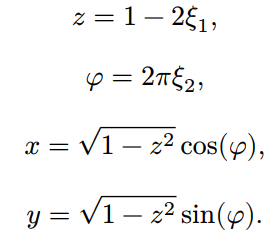 z = 1 − 2ξ₁,
φ = 2πξ₂,
x = √(1 − z²) cos(φ),
y = √(1 − z²) sin(φ).